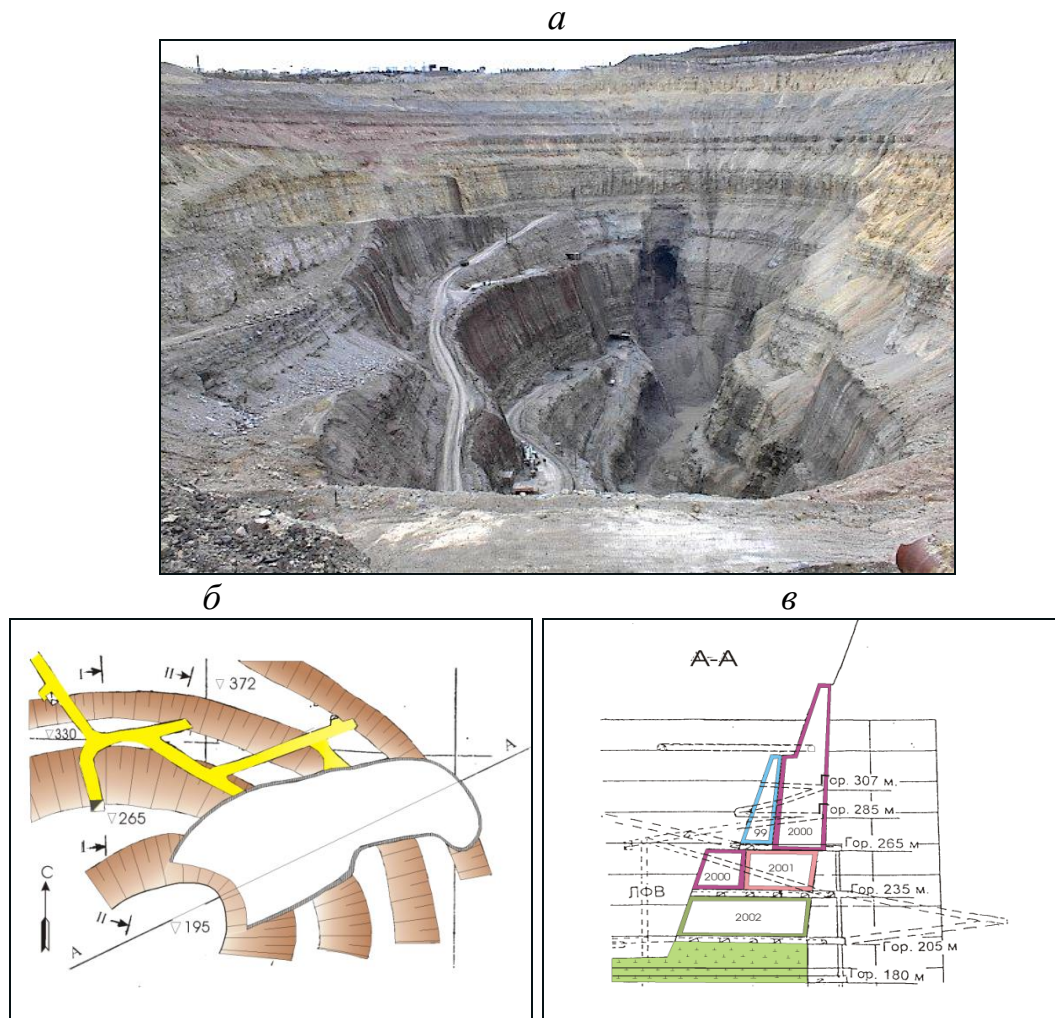 а
б
в
I
II
▽ 372
▽330
▽265
I
С
II
▽ 195
А
А
А-А
Гор. 307 м.
Гор. 285 м.
99
2000
Гор. 265 м
2000
2001
Гор. 235 м.
ЛФВ
2002
Гор. 205 м
Гор. 180 м